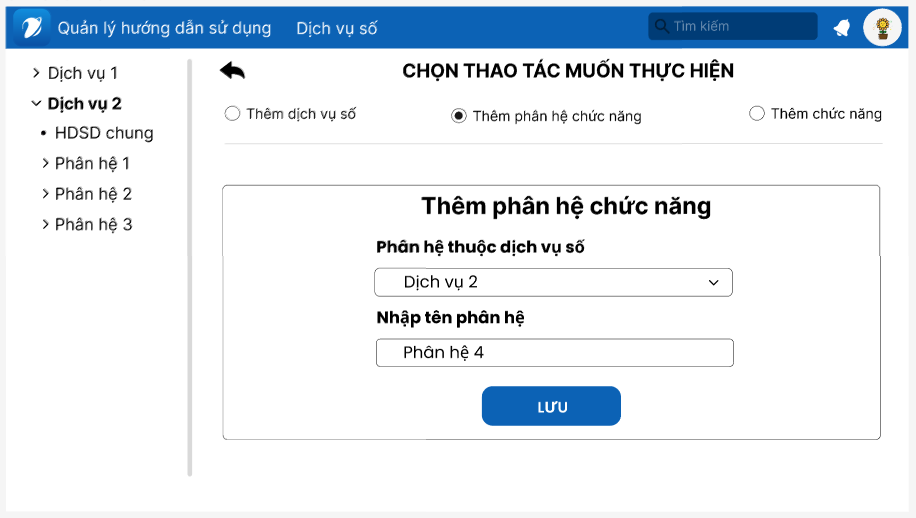 Quản lý hướng dẫn sử dụng
Dịch vụ số
Tìm kiếm
Dịch vụ 1
Dịch vụ 2
HDSD chung
Phân hệ 1
Phân hệ 2
Phân hệ 3
CHỌN THAO TÁC MUỐN THỰC HIỆN
Thêm dịch vụ số
Thêm phân hệ chức năng
Thêm chức năng
Thêm phân hệ chức năng
Phân hệ thuộc dịch vụ số
Dịch vụ 2
Nhập tên phân hệ
Phân hệ 4
LƯU